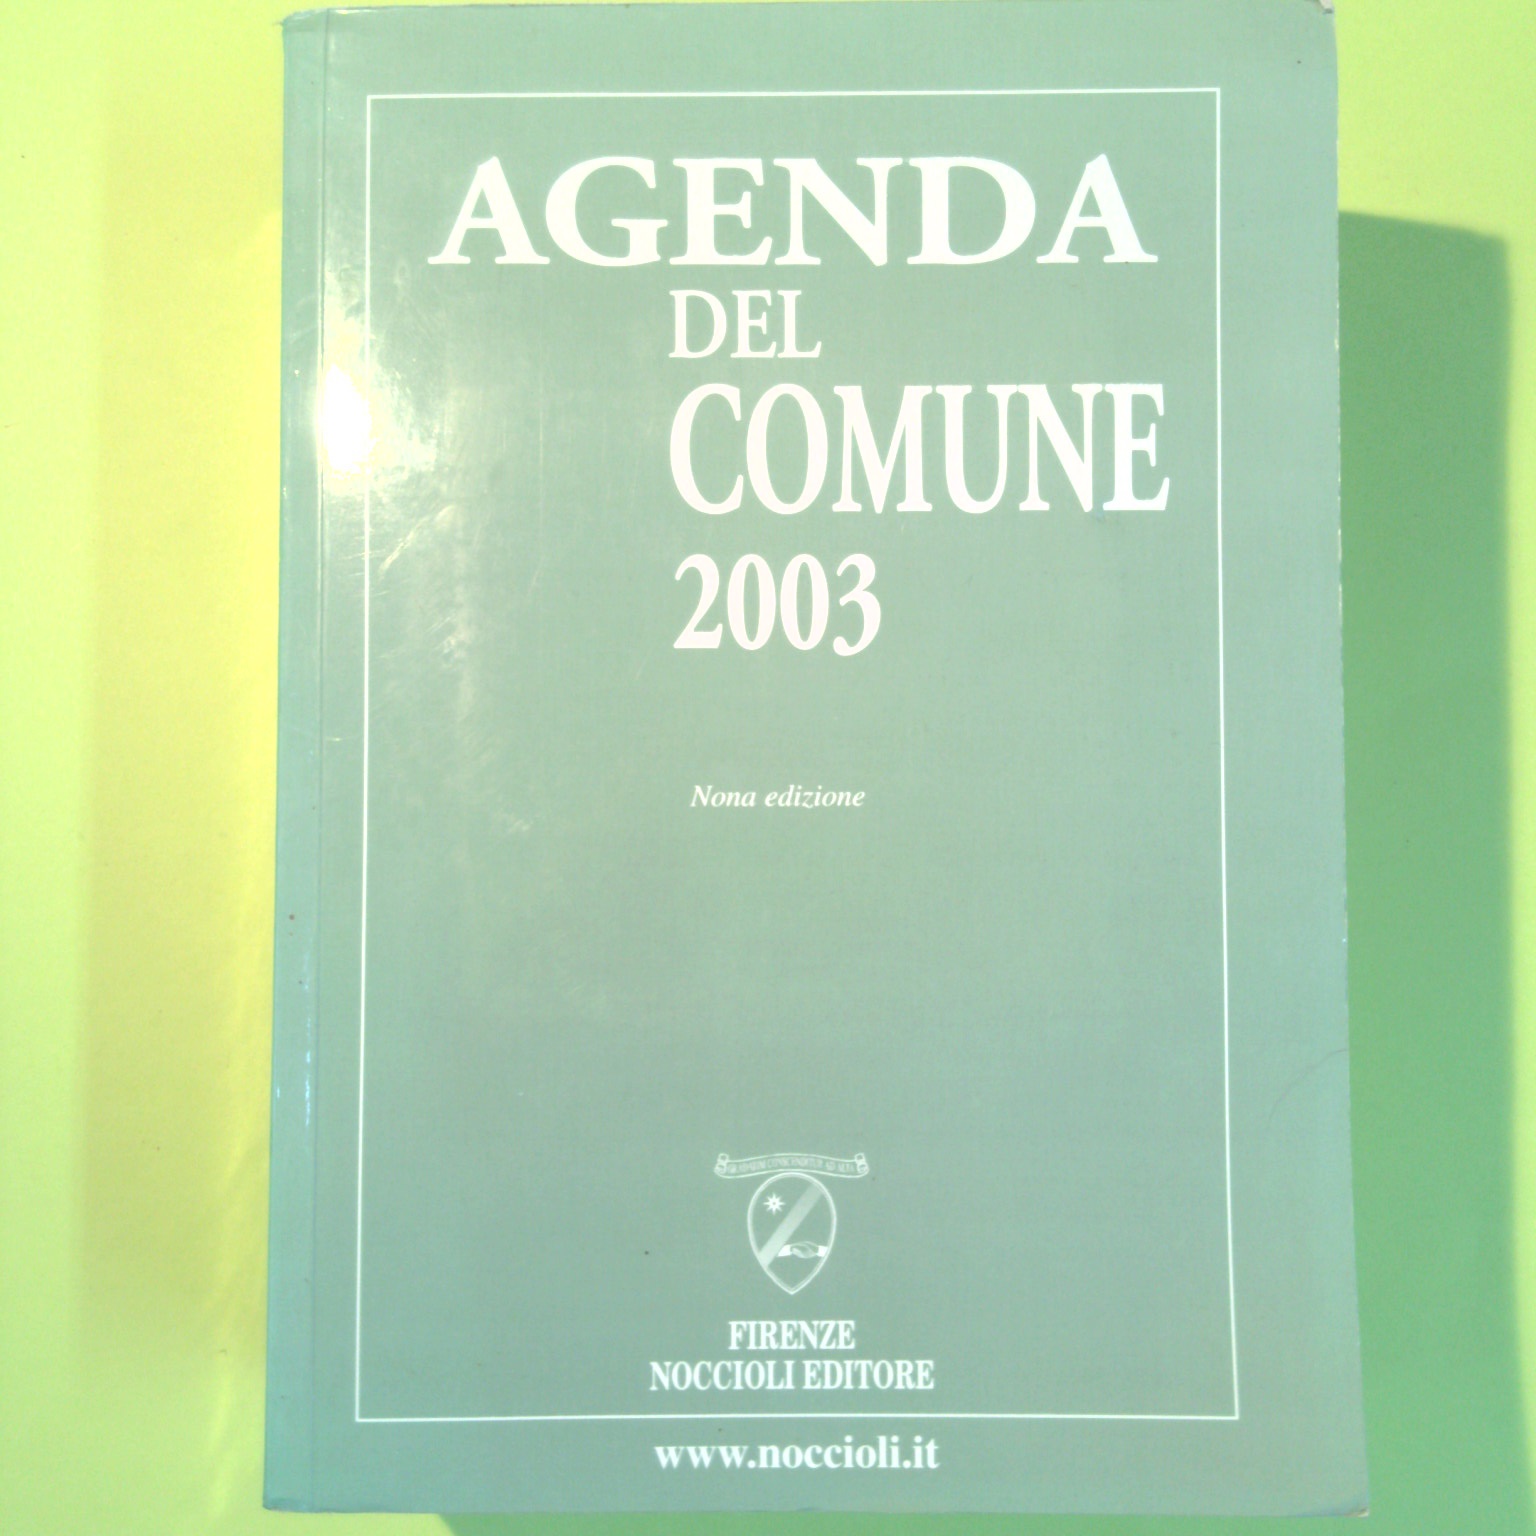 AGENDA
DEL
COMUNE
2003
Nona edizione
FIRENZE
NOCCIOLI EDITORE
www.noccioli.it